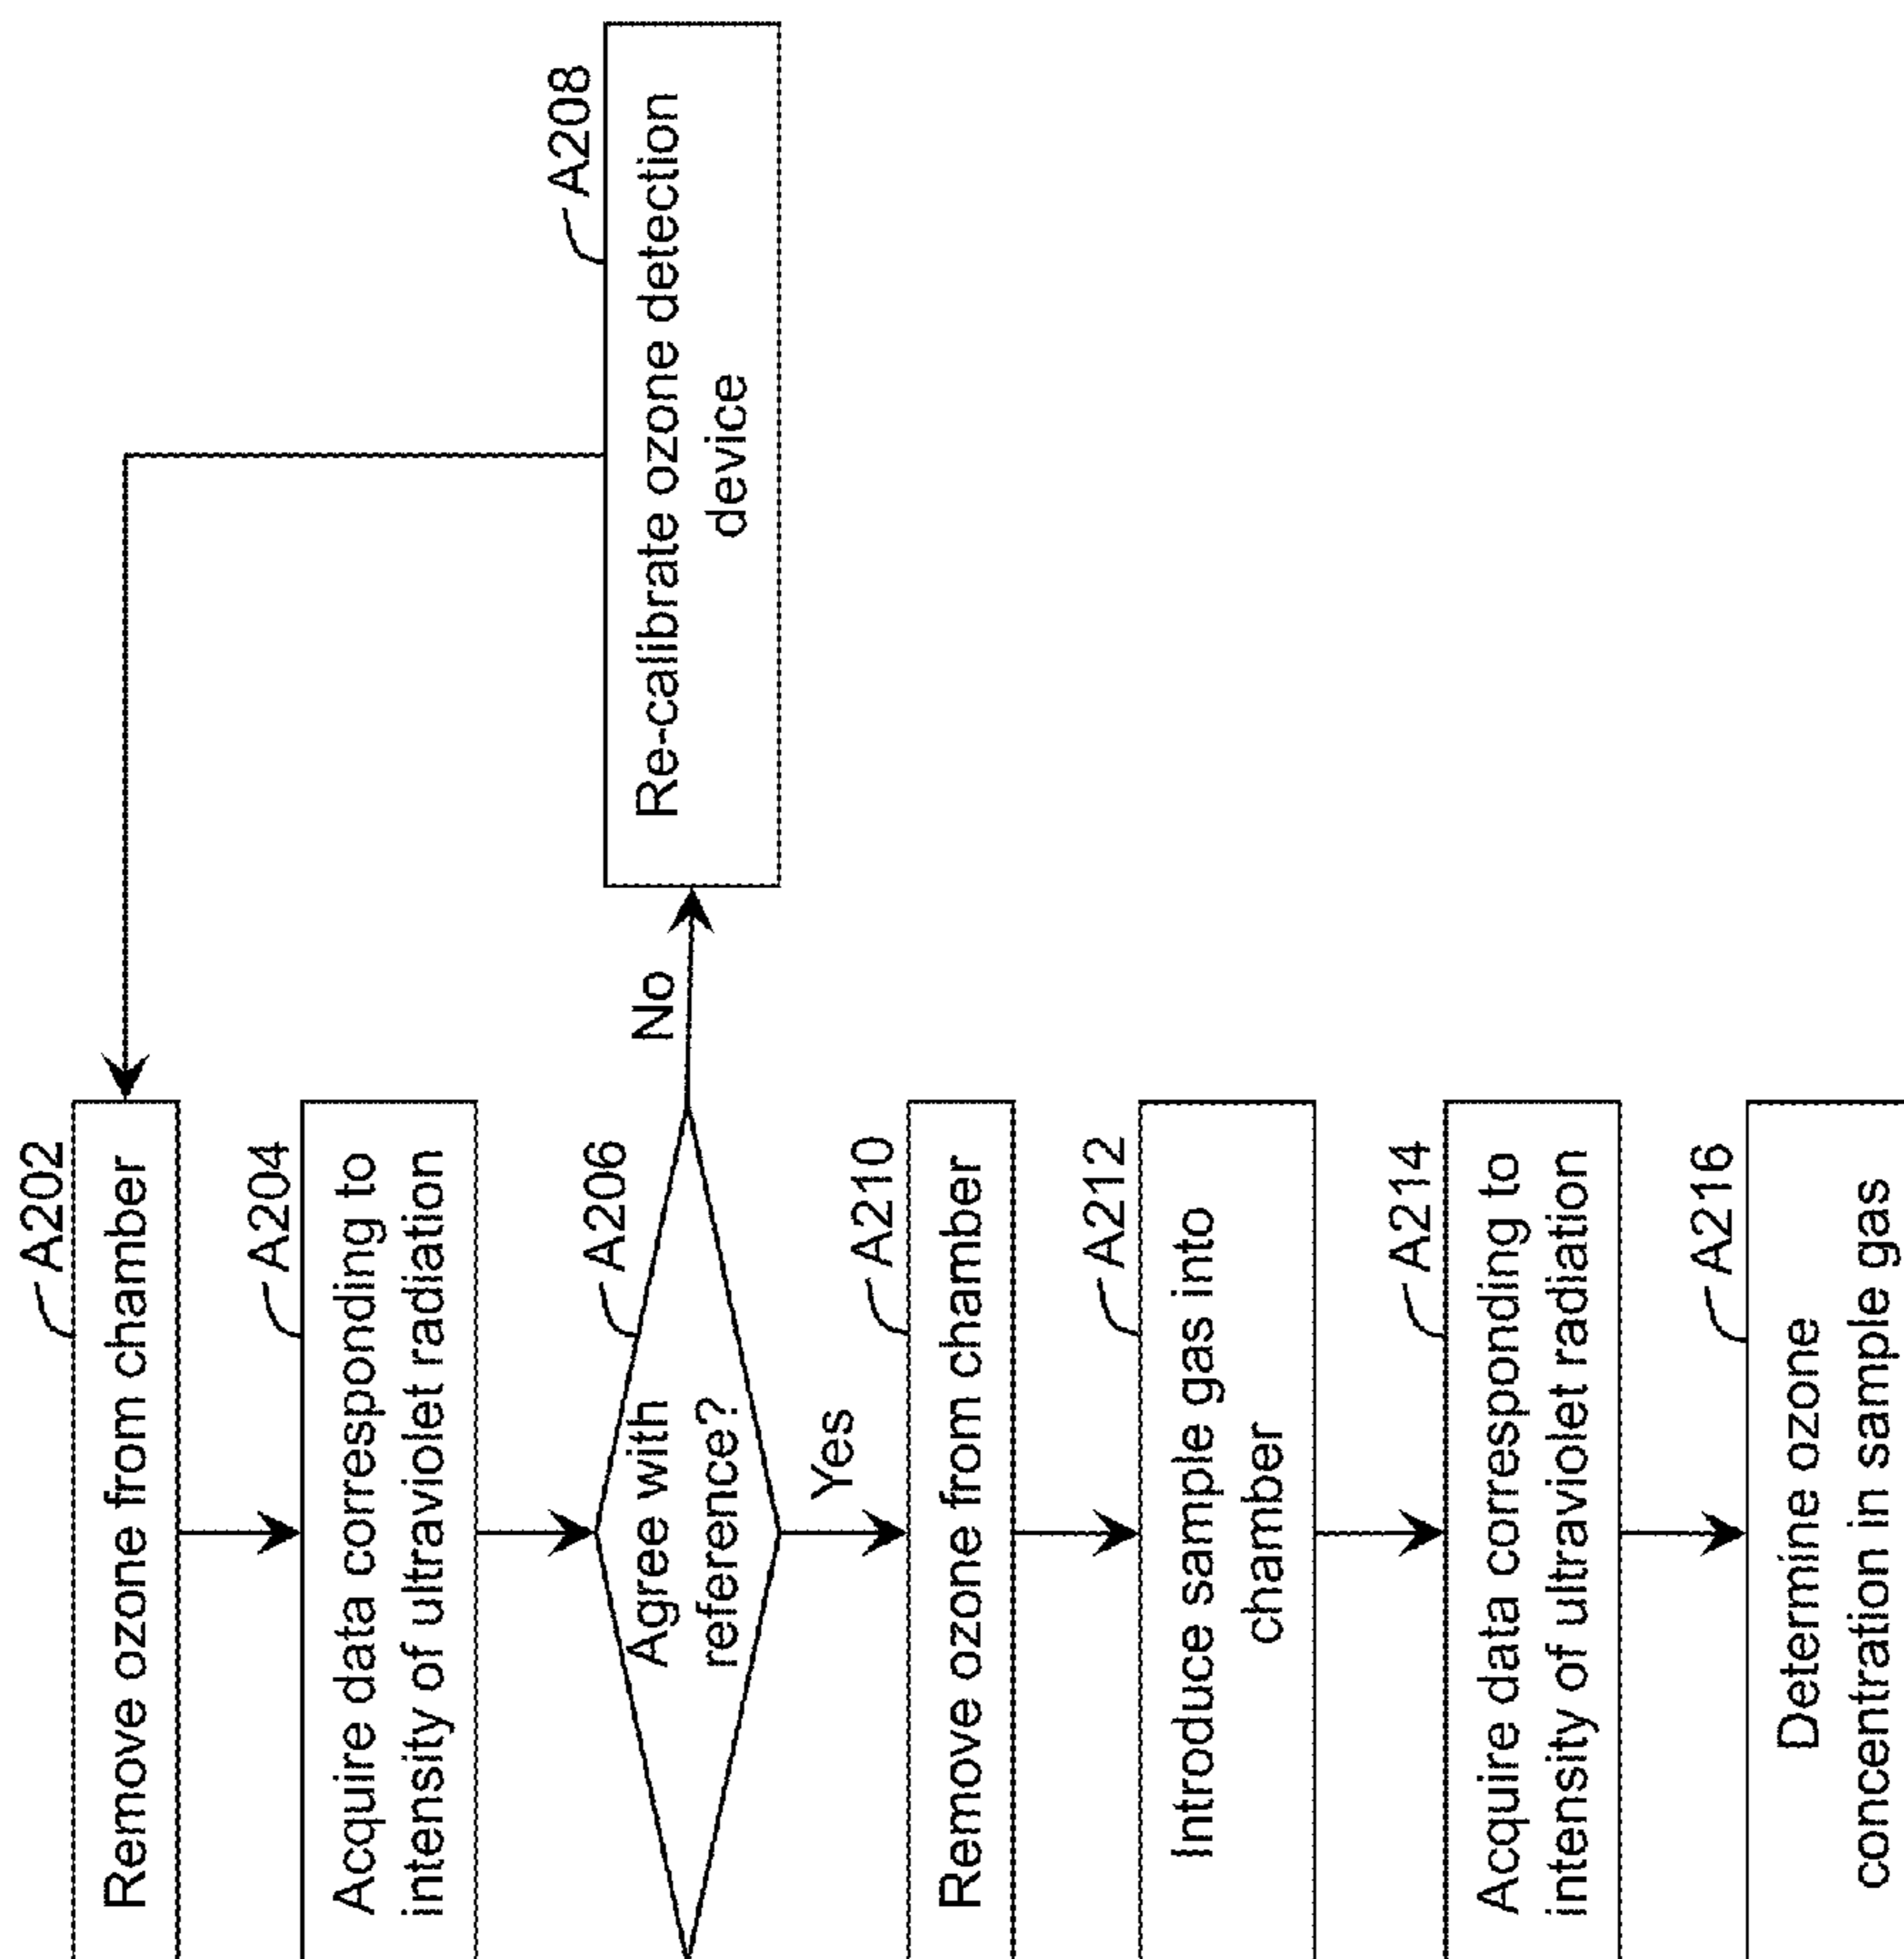 A202
Remove ozone from chamber
A204
Acquire data corresponding to
intensity of ultraviolet radiation
A206
Agree with
reference?
No
A208
Re-calibrate ozone detection
device
Yes
A210
Remove ozone from chamber
A212
Introduce sample gas into
chamber
A214
Acquire data corresponding to
intensity of ultraviolet radiation
A216
Determine ozone
concentration in sample gas